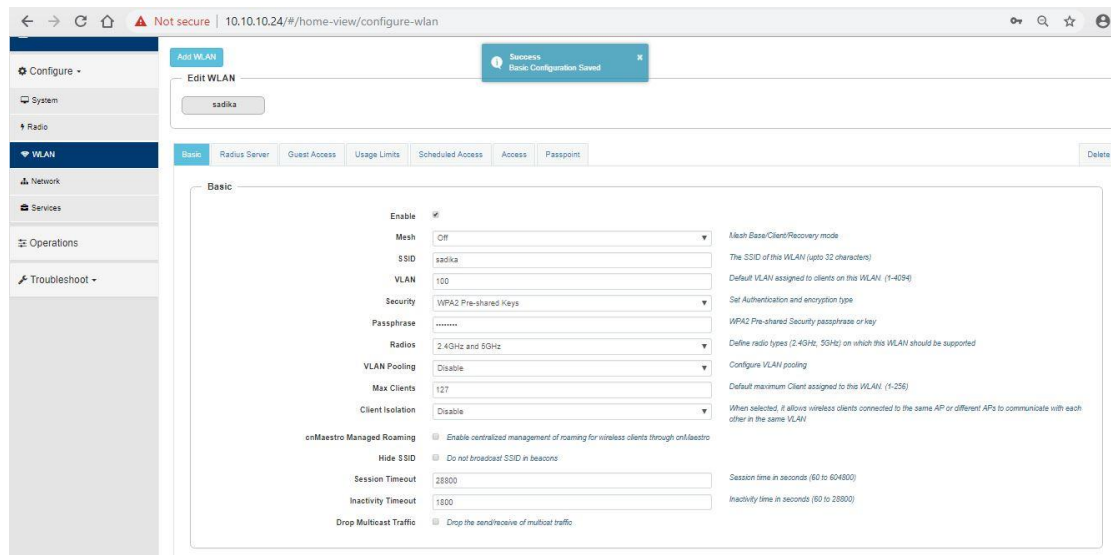 Not secure | 10.10.10.24/#/home-view/configure-wlan
Configure
System
Radio
WLAN
Network
Services
Operations
Troubleshoot
Add WLAN
Success
Basic Configuration Saved
Edit WLAN
sadika
Basic Radius Server Guest Access Usage Limits Scheduled Access Access Passpoint Delete
Basic
Enable
Mesh Off Mesh Base/Client/Recovery mode
SSID sadika The SSID of this WLAN (upto 32 characters)
VLAN 100 Default VLAN assigned to clients on this WLAN. (1-4094)
Security WPA2 Pre-shared Keys Set Authentication and encryption type
Passphrase •••••••• WPA2 Pre-shared Security passphrase or key
Radios 2.4GHz and 5GHz Define radio types (2.4GHz, 5GHz) on which this WLAN should be supported
VLAN Pooling Disable Configure VLAN pooling
Max Clients 127 Default maximum Client assigned to this WLAN. (1-256)
Client Isolation Disable When selected, it allows wireless clients connected to the same AP or different APs to communicate with each
other in the same VLAN
cnMaestro Managed Roaming Enable centralized management of roaming for wireless clients through cnMaestro
Hide SSID Do not broadcast SSID in beacons
Session Timeout 28800 Session time in seconds (60 to 604800)
Inactivity Timeout 1800 Inactivity time in seconds (60 to 28800)
Drop Multicast Traffic Drop the send/receive of multicat traffic